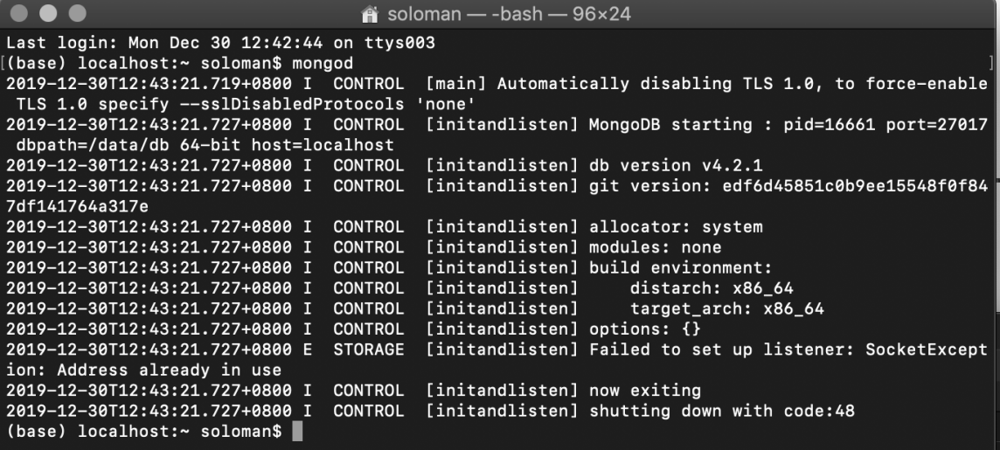 soloman — -bash — 96×24
Last login: Mon Dec 30 12:42:44 on ttys003
[(base) localhost:~ soloman$ mongod ]
2019-12-30T12:43:21.719+0800 I  CONTROL  [main] Automatically disabling TLS 1.0, to force-enable
 TLS 1.0 specify --sslDisabledProtocols 'none'
2019-12-30T12:43:21.727+0800 I  CONTROL  [initandlisten] MongoDB starting : pid=16661 port=27017
 dbpath=/data/db 64-bit host=localhost
2019-12-30T12:43:21.727+0800 I  CONTROL  [initandlisten] db version v4.2.1
2019-12-30T12:43:21.727+0800 I  CONTROL  [initandlisten] git version: edf6d45851c0b9ee15548f0f84
7df141764a317e
2019-12-30T12:43:21.727+0800 I  CONTROL  [initandlisten] allocator: system
2019-12-30T12:43:21.727+0800 I  CONTROL  [initandlisten] modules: none
2019-12-30T12:43:21.727+0800 I  CONTROL  [initandlisten] build environment:
2019-12-30T12:43:21.727+0800 I  CONTROL  [initandlisten]     distarch: x86_64
2019-12-30T12:43:21.727+0800 I  CONTROL  [initandlisten]     target_arch: x86_64
2019-12-30T12:43:21.727+0800 I  CONTROL  [initandlisten] options: {}
2019-12-30T12:43:21.727+0800 E  STORAGE  [initandlisten] Failed to set up listener: SocketExcept
ion: Address already in use
2019-12-30T12:43:21.727+0800 I  CONTROL  [initandlisten] now exiting
2019-12-30T12:43:21.727+0800 I  CONTROL  [initandlisten] shutting down with code:48
(base) localhost:~ soloman$